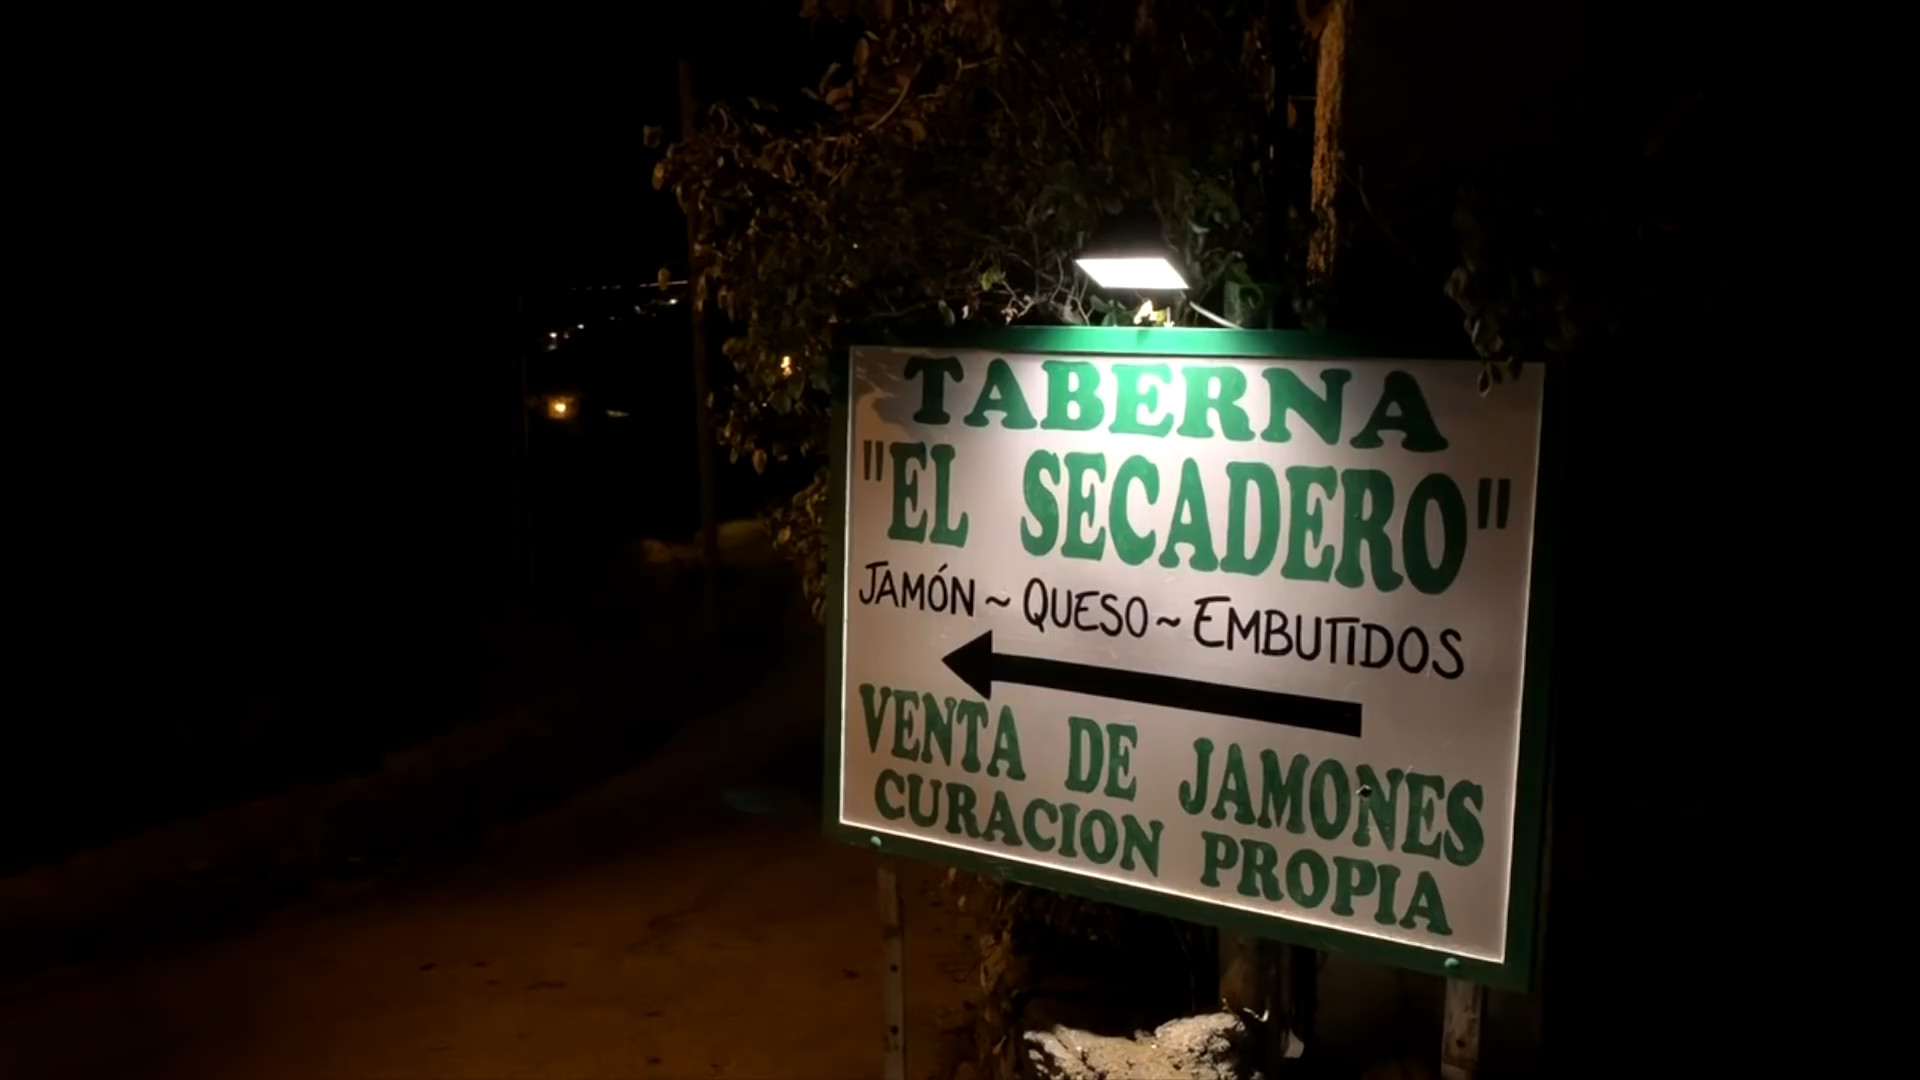 TABERNA
"EL SECADERO"
JAMÓN ~ QUESO ~ EMBUTIDOS
VENTA DE JAMONES
CURACION PROPIA